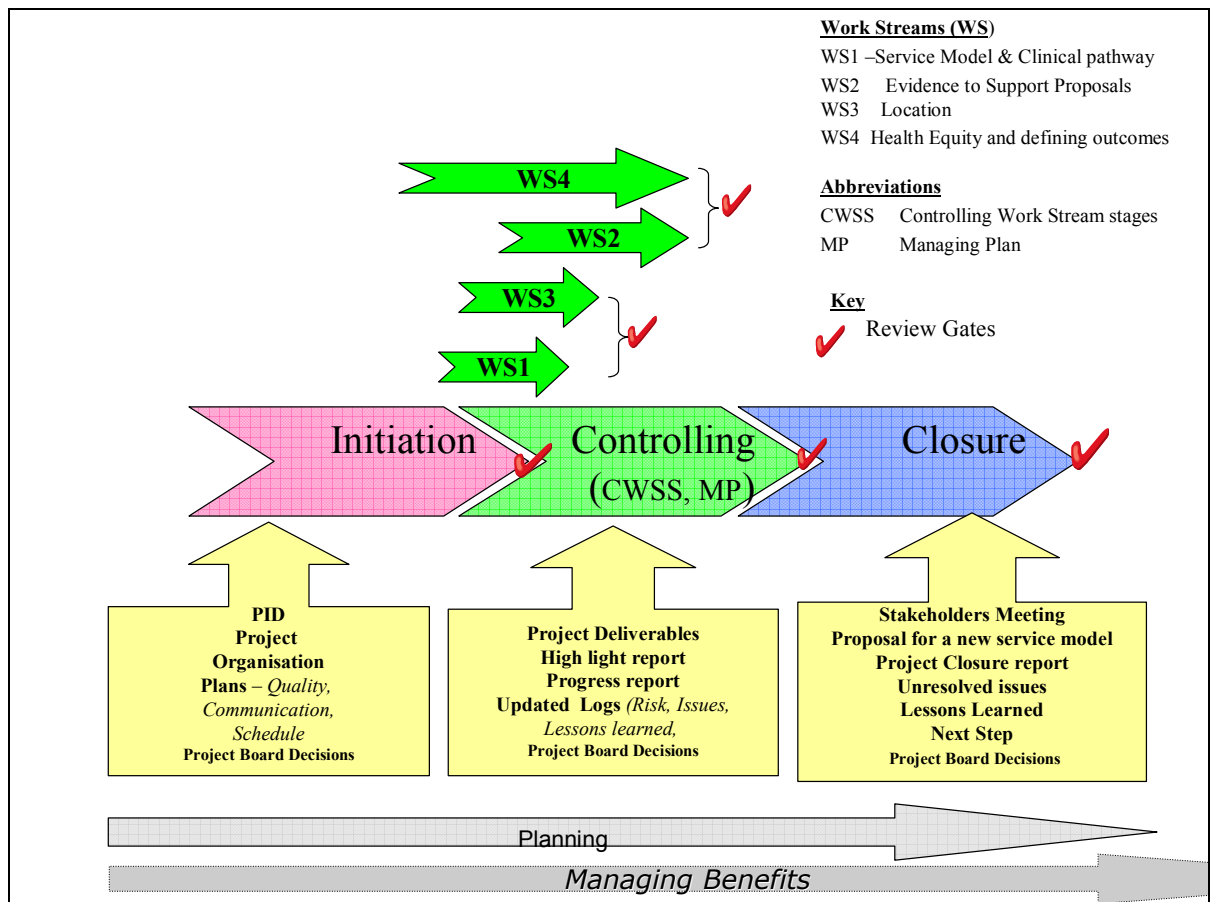 Work Streams (WS)
WS1 –Service Model & Clinical pathway
WS2 Evidence to Support Proposals
WS3 Location
WS4 Health Equity and defining outcomes
Abbreviations
CWSS Controlling Work Stream stages
MP Managing Plan
Key
Review Gates
WS4
WS2
WS3
WS1
Initiation
Controlling
(CWSS, MP)
Closure
PID
Project
Organisation
Plans – Quality,
Communication,
Schedule
Project Board Decisions
Project Deliverables
High light report
Progress report
Updated Logs (Risk, Issues,
Lessons learned,
Project Board Decisions
Stakeholders Meeting
Proposal for a new service model
Project Closure report
Unresolved issues
Lessons Learned
Next Step
Project Board Decisions
Planning
Managing Benefits